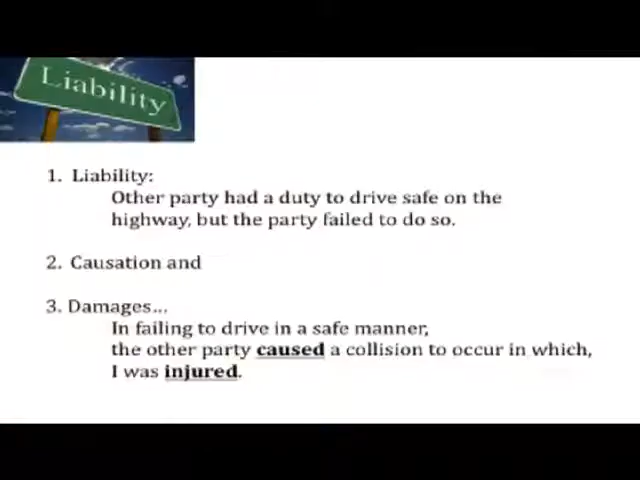 Liability
1. Liability:
Other party had a duty to drive safe on the
highway, but the party failed to do so.
2. Causation and
3. Damages...
In failing to drive in a safe manner,
the other party caused a collision to occur in which,
I was injured.